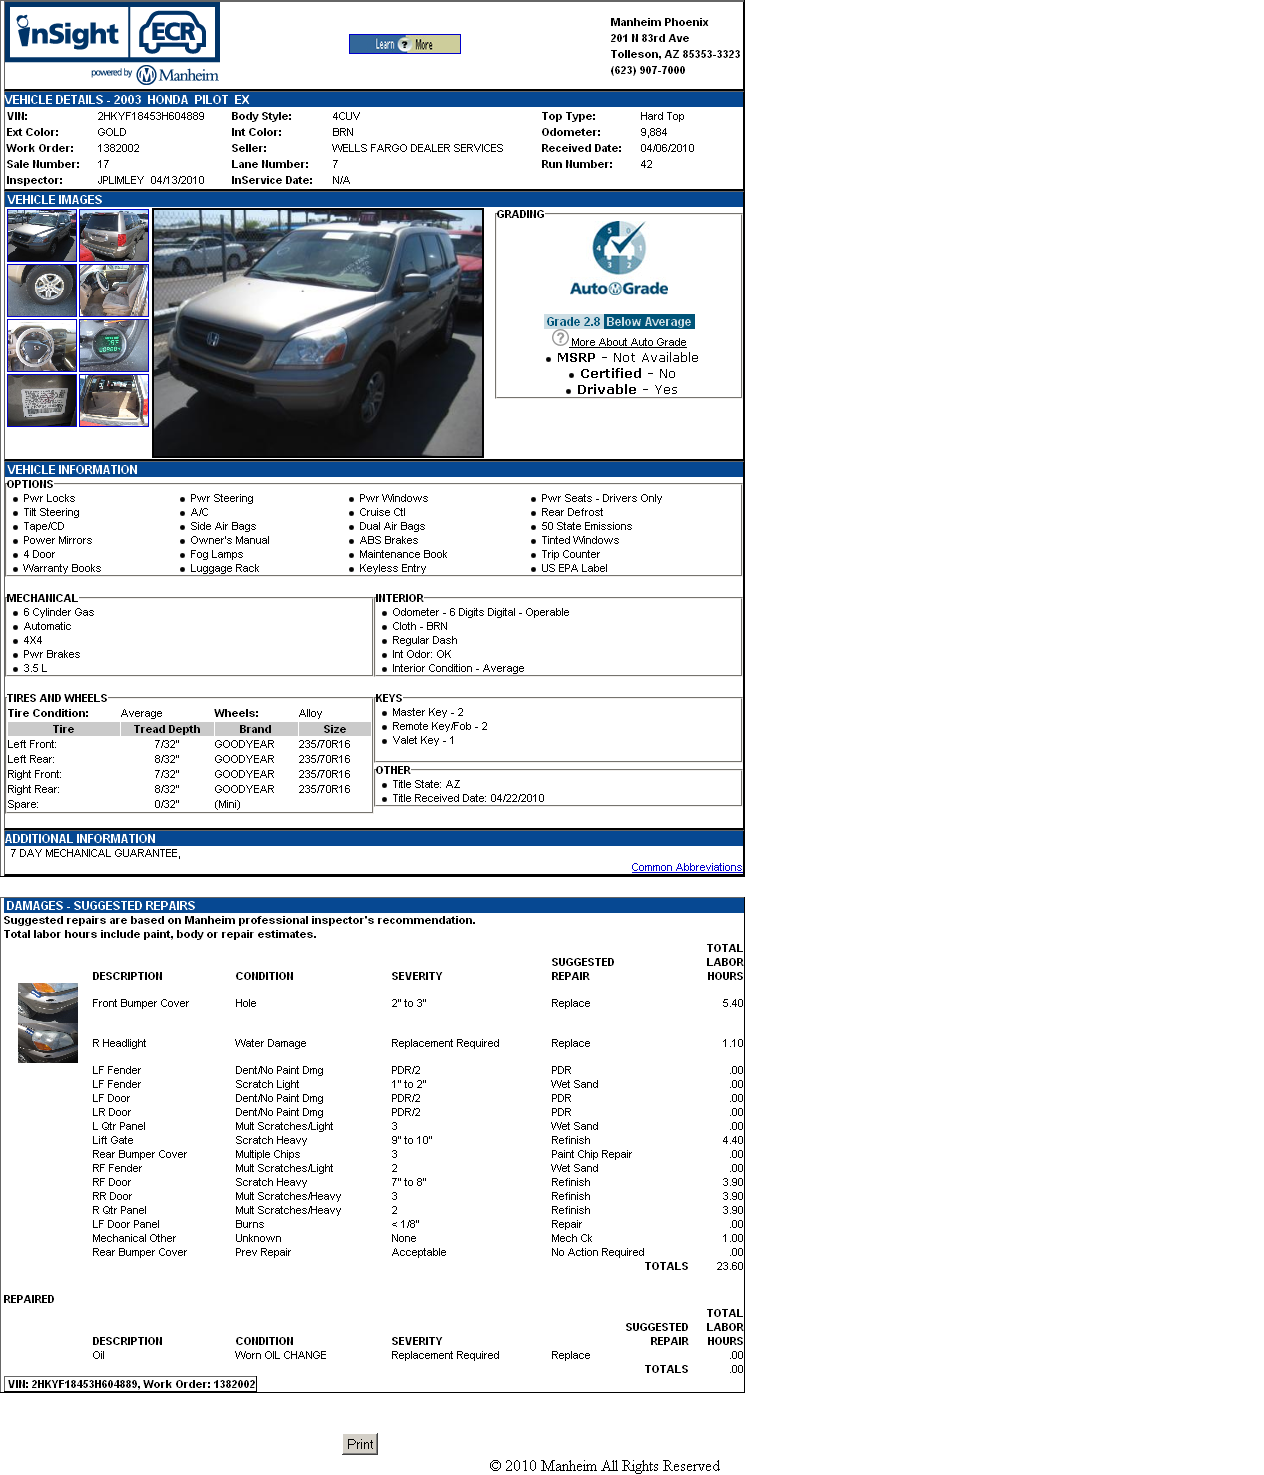 inSight ECR
powered by Manheim
Learn ? More
Manheim Phoenix
201 N 83rd Ave
Tolleson, AZ 85353-3323
(623) 907-7000
VEHICLE DETAILS - 2003 HONDA PILOT EX
VIN: 2HKYF18453H604889 Body Style: 4CUV Top Type: Hard Top
Ext Color: GOLD Int Color: BRN Odometer: 9,884
Work Order: 1382002 Seller: WELLS FARGO DEALER SERVICES Received Date: 04/06/2010
Sale Number: 17 Lane Number: 7 Run Number: 42
Inspector: JPLIMLEY 04/13/2010 InService Date: N/A
VEHICLE IMAGES
GRADING
5 0 4 1 3 2
AutoGrade
Grade 2.8 Below Average
? More About Auto Grade
• MSRP - Not Available
• Certified - No
• Drivable - Yes
VEHICLE INFORMATION
OPTIONS
• Pwr Locks • Pwr Steering • Pwr Windows • Pwr Seats - Drivers Only
• Tilt Steering • A/C • Cruise Ctl • Rear Defrost
• Tape/CD • Side Air Bags • Dual Air Bags • 50 State Emissions
• Power Mirrors • Owner's Manual • ABS Brakes • Tinted Windows
• 4 Door • Fog Lamps • Maintenance Book • Trip Counter
• Warranty Books • Luggage Rack • Keyless Entry • US EPA Label
MECHANICAL
• 6 Cylinder Gas
• Automatic
• 4X4
• Pwr Brakes
• 3.5 L
INTERIOR
• Odometer - 6 Digits Digital - Operable
• Cloth - BRN
• Regular Dash
• Int Odor: OK
• Interior Condition - Average
TIRES AND WHEELS
Tire Condition: Average Wheels: Alloy
Tire Tread Depth Brand Size
Left Front: 7/32" GOODYEAR 235/70R16
Left Rear: 8/32" GOODYEAR 235/70R16
Right Front: 7/32" GOODYEAR 235/70R16
Right Rear: 8/32" GOODYEAR 235/70R16
Spare: 0/32" (Mini)
KEYS
• Master Key - 2
• Remote Key/Fob - 2
• Valet Key - 1
OTHER
• Title State: AZ
• Title Received Date: 04/22/2010
ADDITIONAL INFORMATION
7 DAY MECHANICAL GUARANTEE,
Common Abbreviations
DAMAGES - SUGGESTED REPAIRS
Suggested repairs are based on Manheim professional inspector's recommendation.
Total labor hours include paint, body or repair estimates.
DESCRIPTION CONDITION SEVERITY SUGGESTED REPAIR TOTAL LABOR HOURS
Front Bumper Cover Hole 2" to 3" Replace 5.40
R Headlight Water Damage Replacement Required Replace 1.10
LF Fender Dent/No Paint Dmg PDR/2 PDR .00
LF Fender Scratch Light 1" to 2" Wet Sand .00
LF Door Dent/No Paint Dmg PDR/2 PDR .00
LR Door Dent/No Paint Dmg PDR/2 PDR .00
L Qtr Panel Mult Scratches/Light 3 Wet Sand .00
Lift Gate Scratch Heavy 9" to 10" Refinish 4.40
Rear Bumper Cover Multiple Chips 3 Paint Chip Repair .00
RF Fender Mult Scratches/Light 2 Wet Sand .00
RF Door Scratch Heavy 7" to 8" Refinish 3.90
RR Door Mult Scratches/Heavy 3 Refinish 3.90
R Qtr Panel Mult Scratches/Heavy 2 Refinish 3.90
LF Door Panel Burns < 1/8" Repair .00
Mechanical Other Unknown None Mech Ck 1.00
Rear Bumper Cover Prev Repair Acceptable No Action Required .00
TOTALS 23.60
REPAIRED
DESCRIPTION CONDITION SEVERITY SUGGESTED REPAIR TOTAL LABOR HOURS
Oil Worn OIL CHANGE Replacement Required Replace .00
TOTALS .00
VIN: 2HKYF18453H604889, Work Order: 1382002
Print
© 2010 Manheim All Rights Reserved